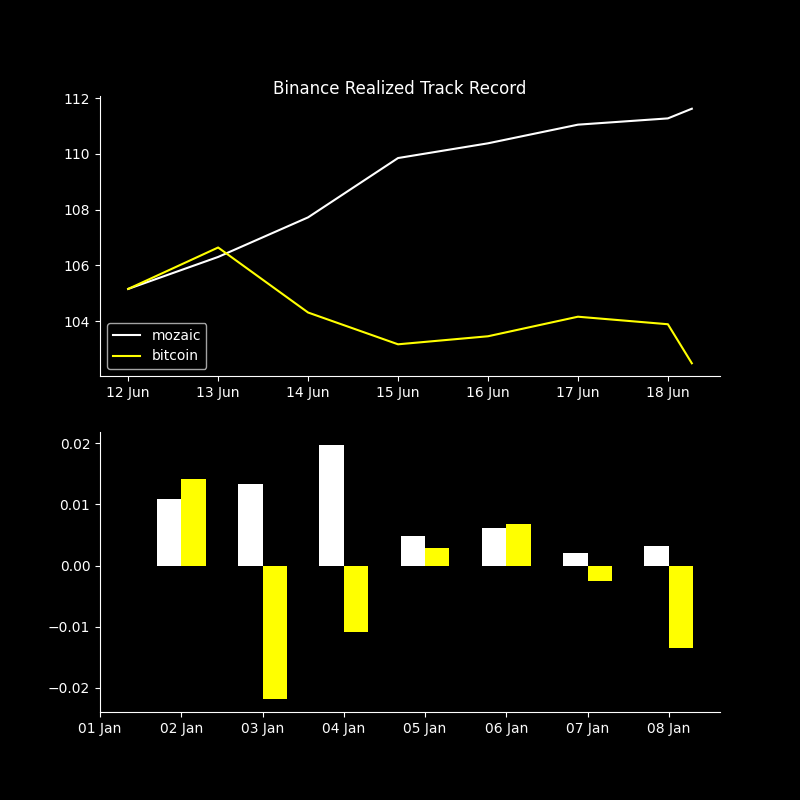 Binance Realized Track Record
112
110
108
106
104
mozaic
bitcoin
12 Jun 13 Jun 14 Jun 15 Jun 16 Jun 17 Jun 18 Jun
0.02
0.01
0.00
−0.01
−0.02
01 Jan 02 Jan 03 Jan 04 Jan 05 Jan 06 Jan 07 Jan 08 Jan